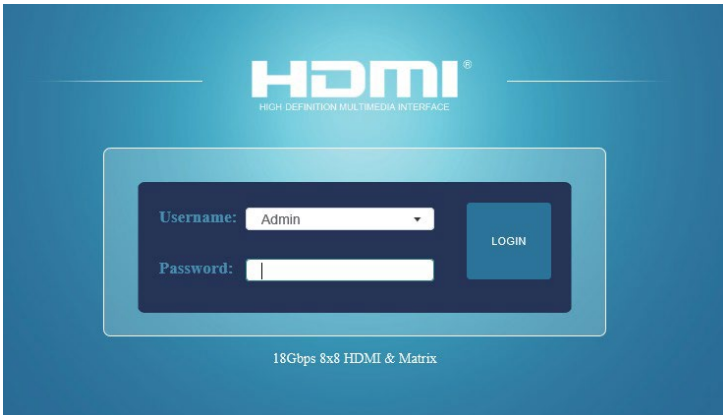 HDMI®
HIGH DEFINITION MULTIMEDIA INTERFACE
Username: Admin
LOGIN
Password:
18Gbps 8x8 HDMI & Matrix